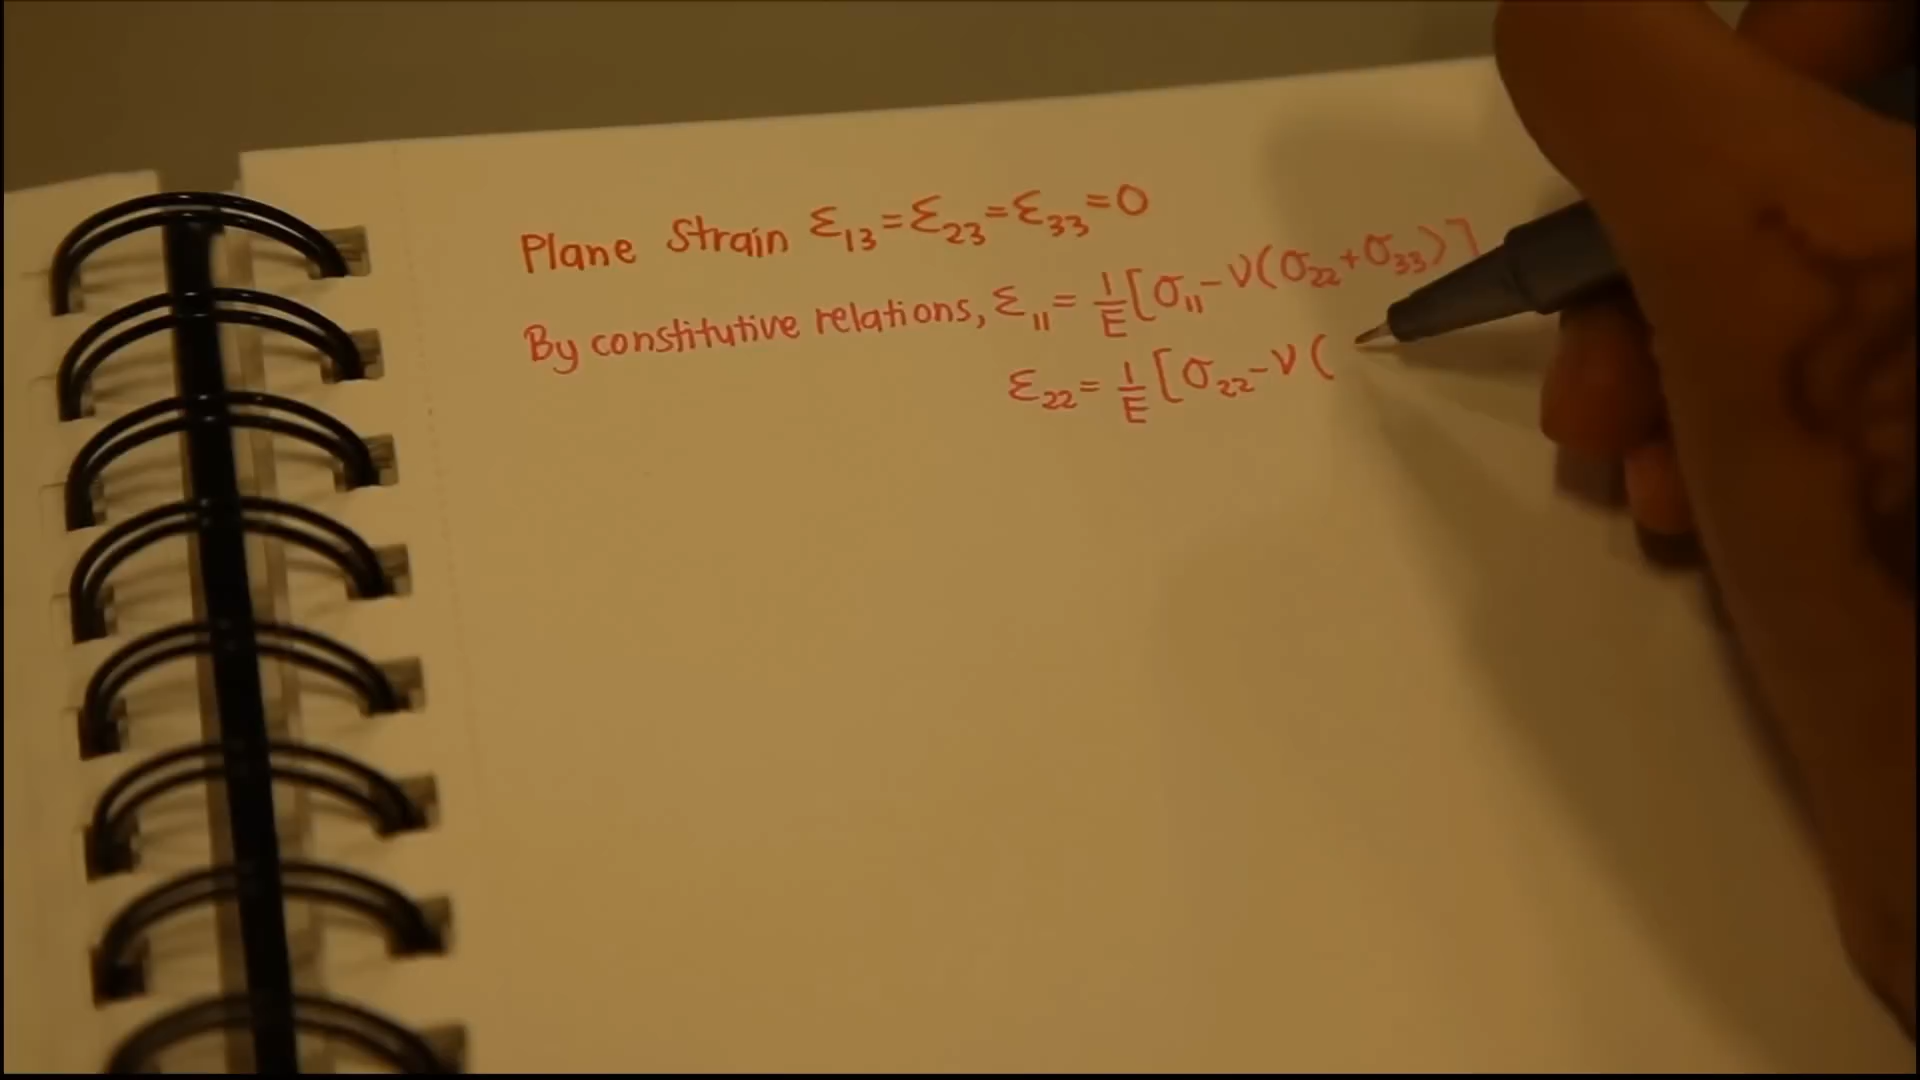 Plane Strain ε₁₃=ε₂₃=ε₃₃=0
By constitutive relations, ε₁₁ = 1/E [σ₁₁-ν(σ₂₂+σ₃₃)]
ε₂₂ = 1/E [σ₂₂-ν(